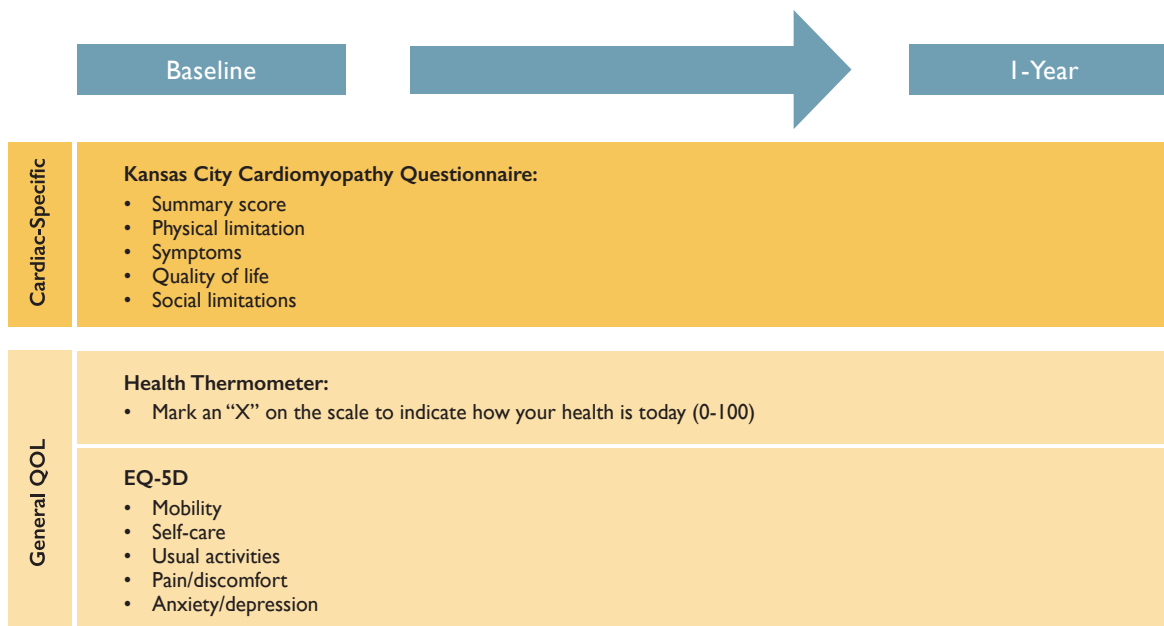 Baseline
1-Year
Cardiac-Specific
Kansas City Cardiomyopathy Questionnaire:
• Summary score
• Physical limitation
• Symptoms
• Quality of life
• Social limitations
General QOL
Health Thermometer:
• Mark an “X” on the scale to indicate how your health is today (0-100)
EQ-5D
• Mobility
• Self-care
• Usual activities
• Pain/discomfort
• Anxiety/depression